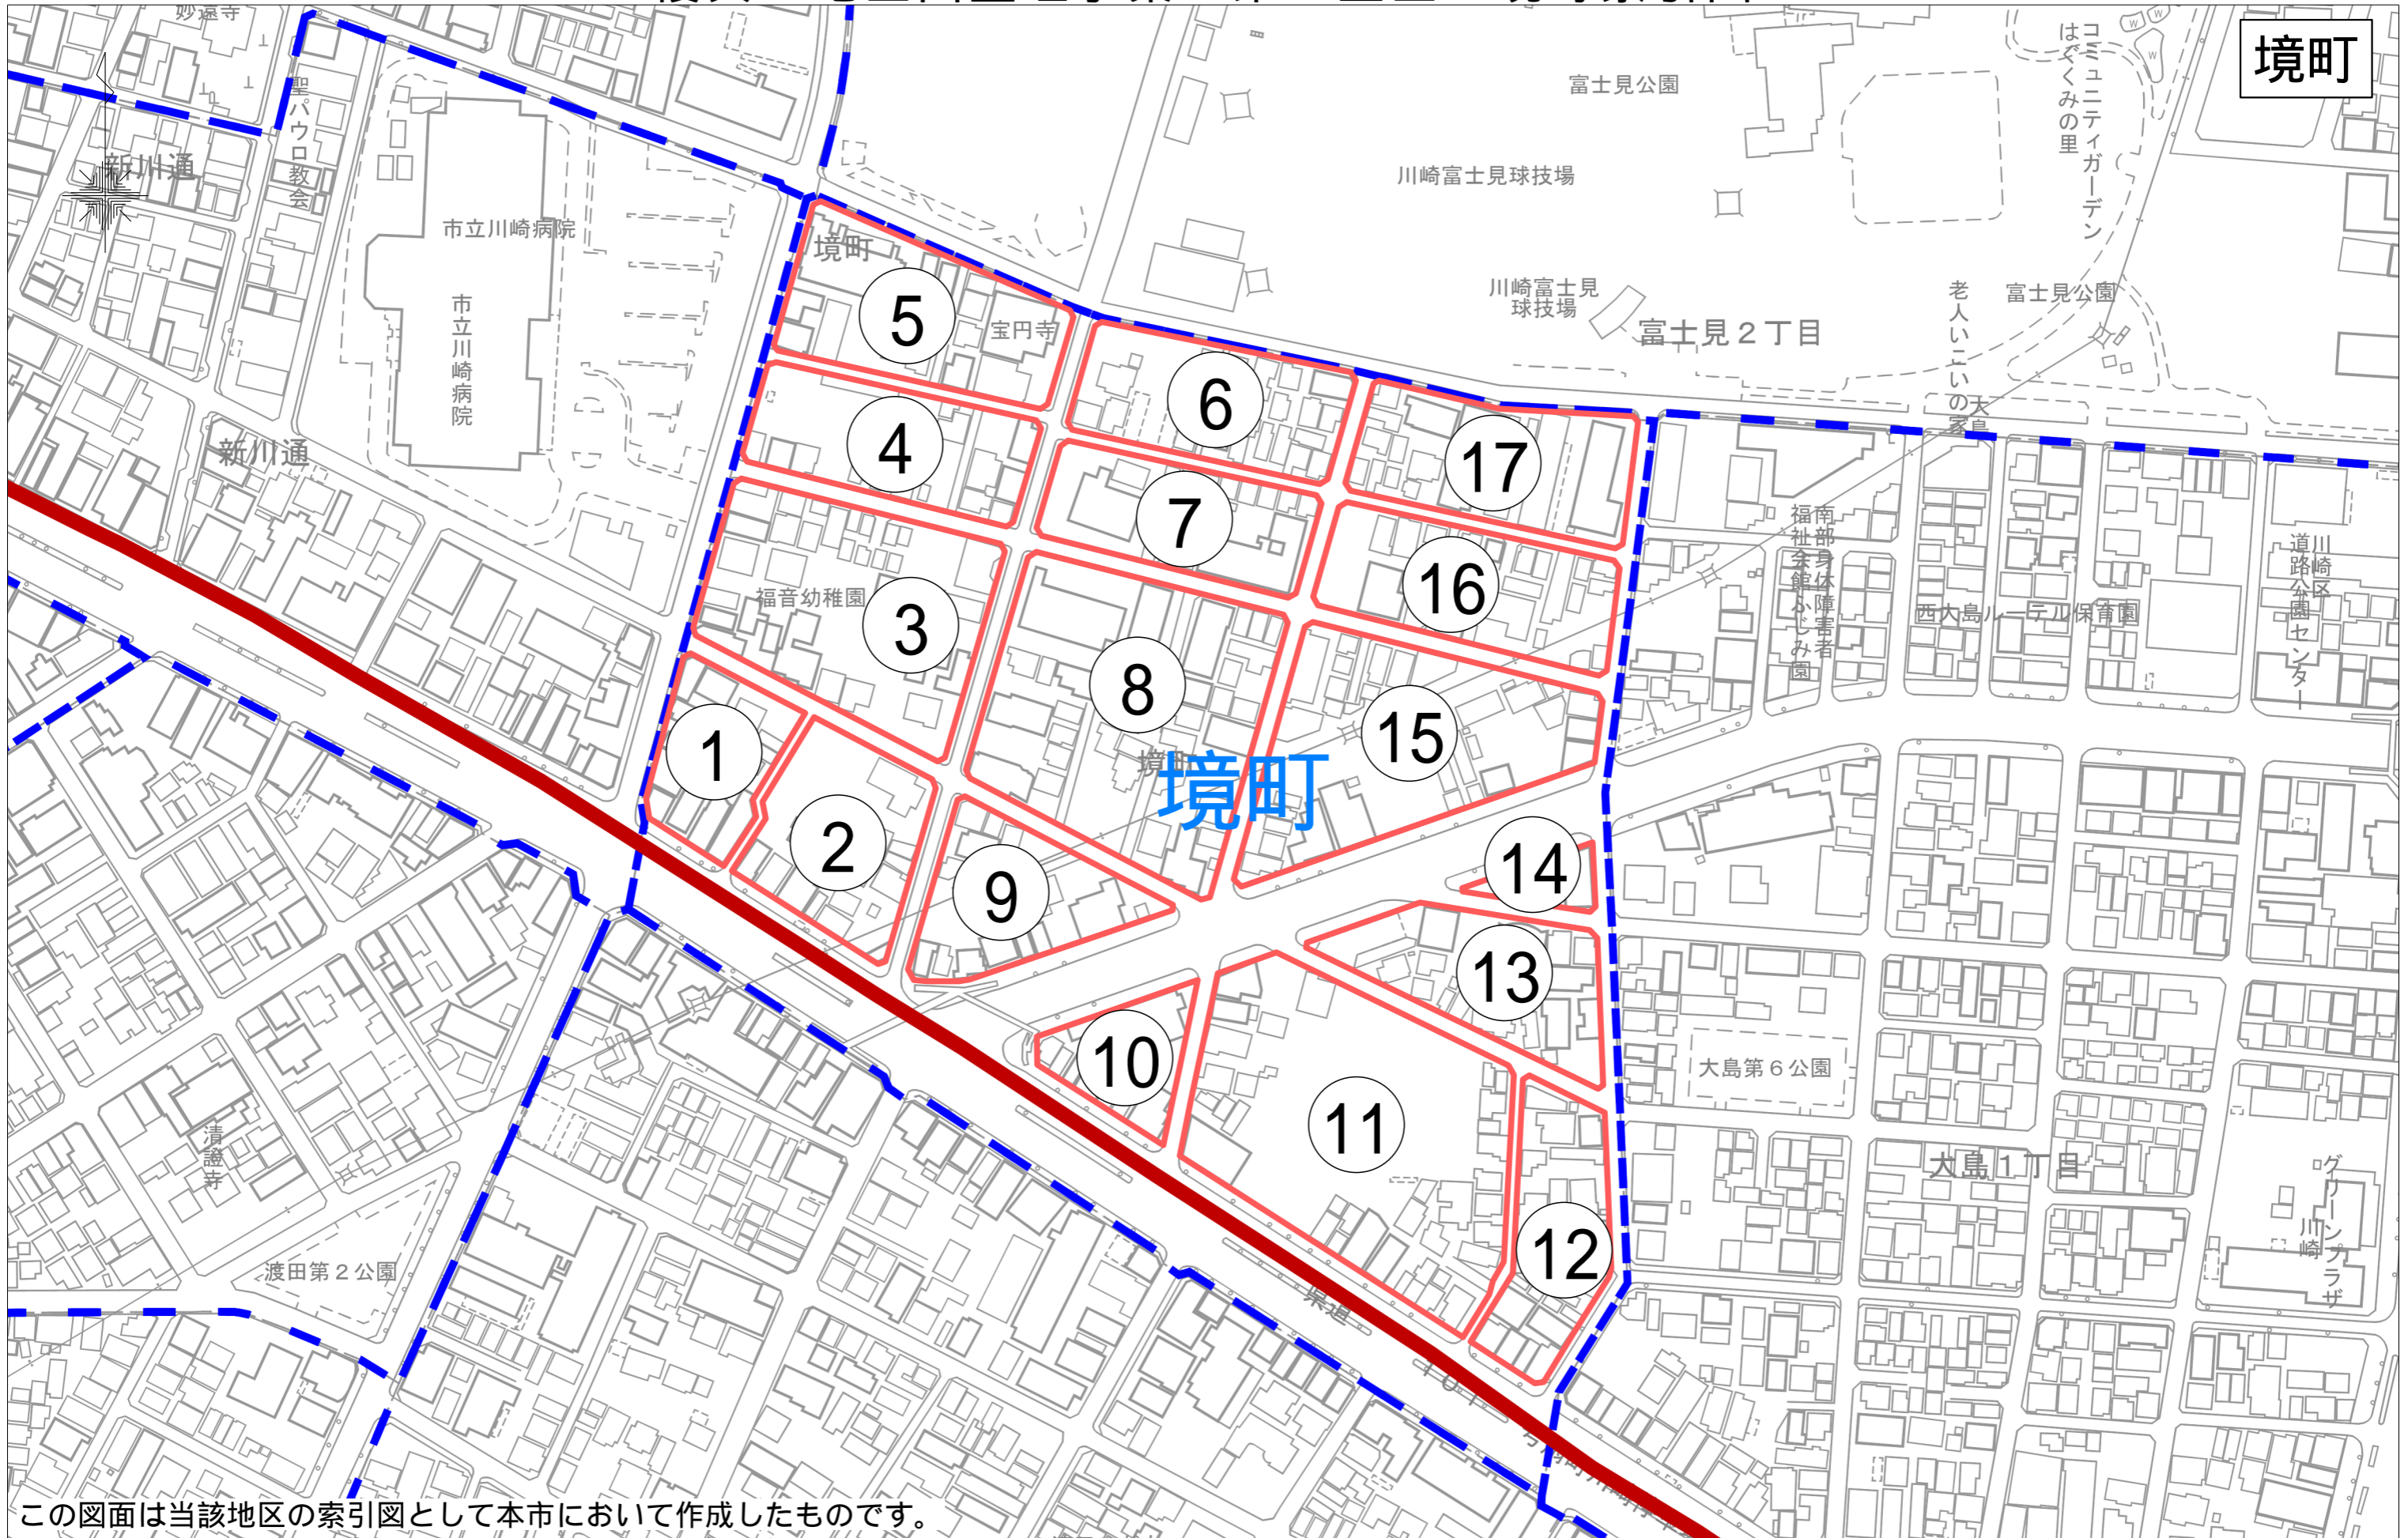 境町
妙遠寺
聖パウロ教会
新川通
市立川崎病院
市立川崎病院
新川通
富士見公園
川崎富士見球技場
コミュニティガーデン
はぐくみの里
川崎富士見
球技場
富士見２丁目
老人いこいの家
大島
富士見公園
境町
宝円寺
5
6
17
4
7
16
福音幼稚園
3
8
15
南部身体障害者
福祉会館ふじみ園
西大島ルーテル保育園
川崎区
道路公園センター
1
2
境町
境町
9
14
13
10
11
12
大島第６公園
大島１丁目
グリーンプラザ
川崎
清證寺
渡田第２公園
県道
１０１
この図面は当該地区の索引図として本市において作成したものです。